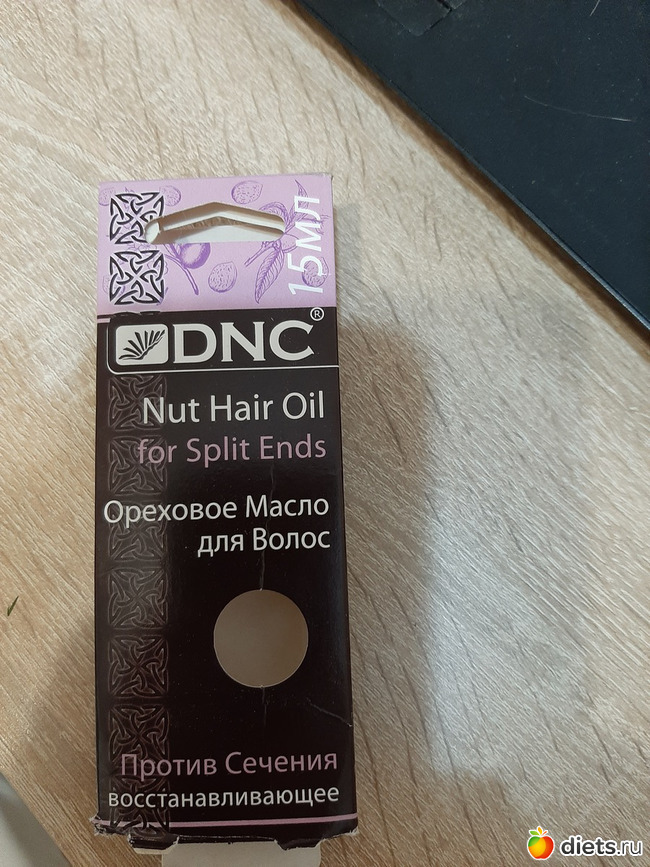 15мл
DNC®
Nut Hair Oil
for Split Ends
Ореховое Масло
для Волос
Против Сечения
восстанавливающее
diets.ru